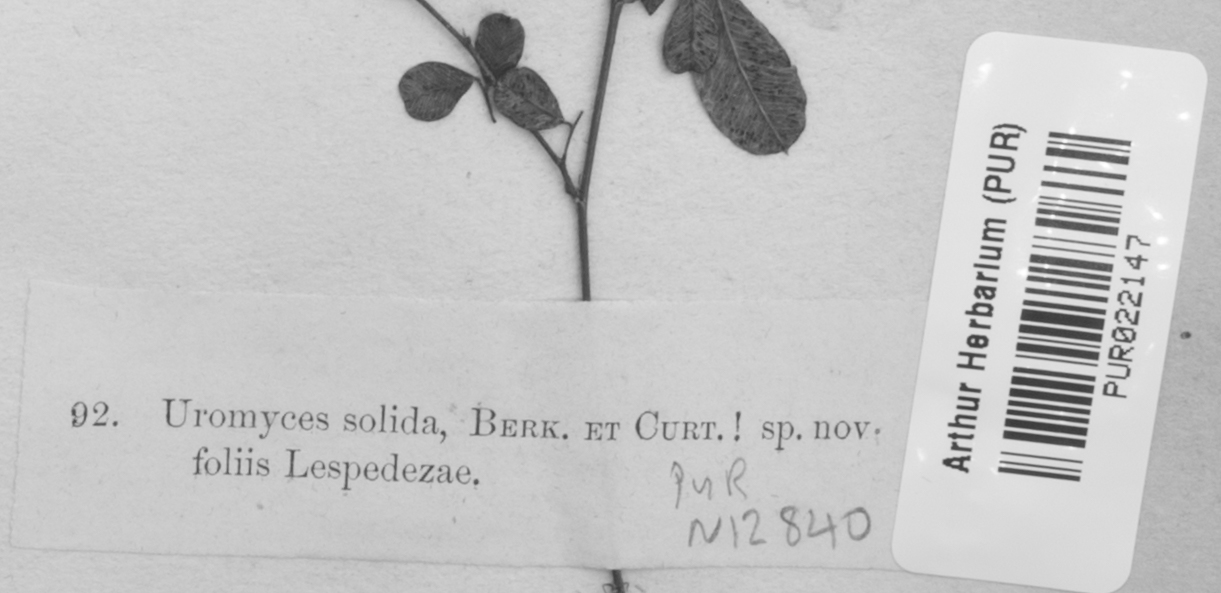 92. Uromyces solida, Berk. et Curt.! sp. nov.
foliis Lespedezae.
PUR
N12840
Arthur Herbarium (PUR)
PUR022147